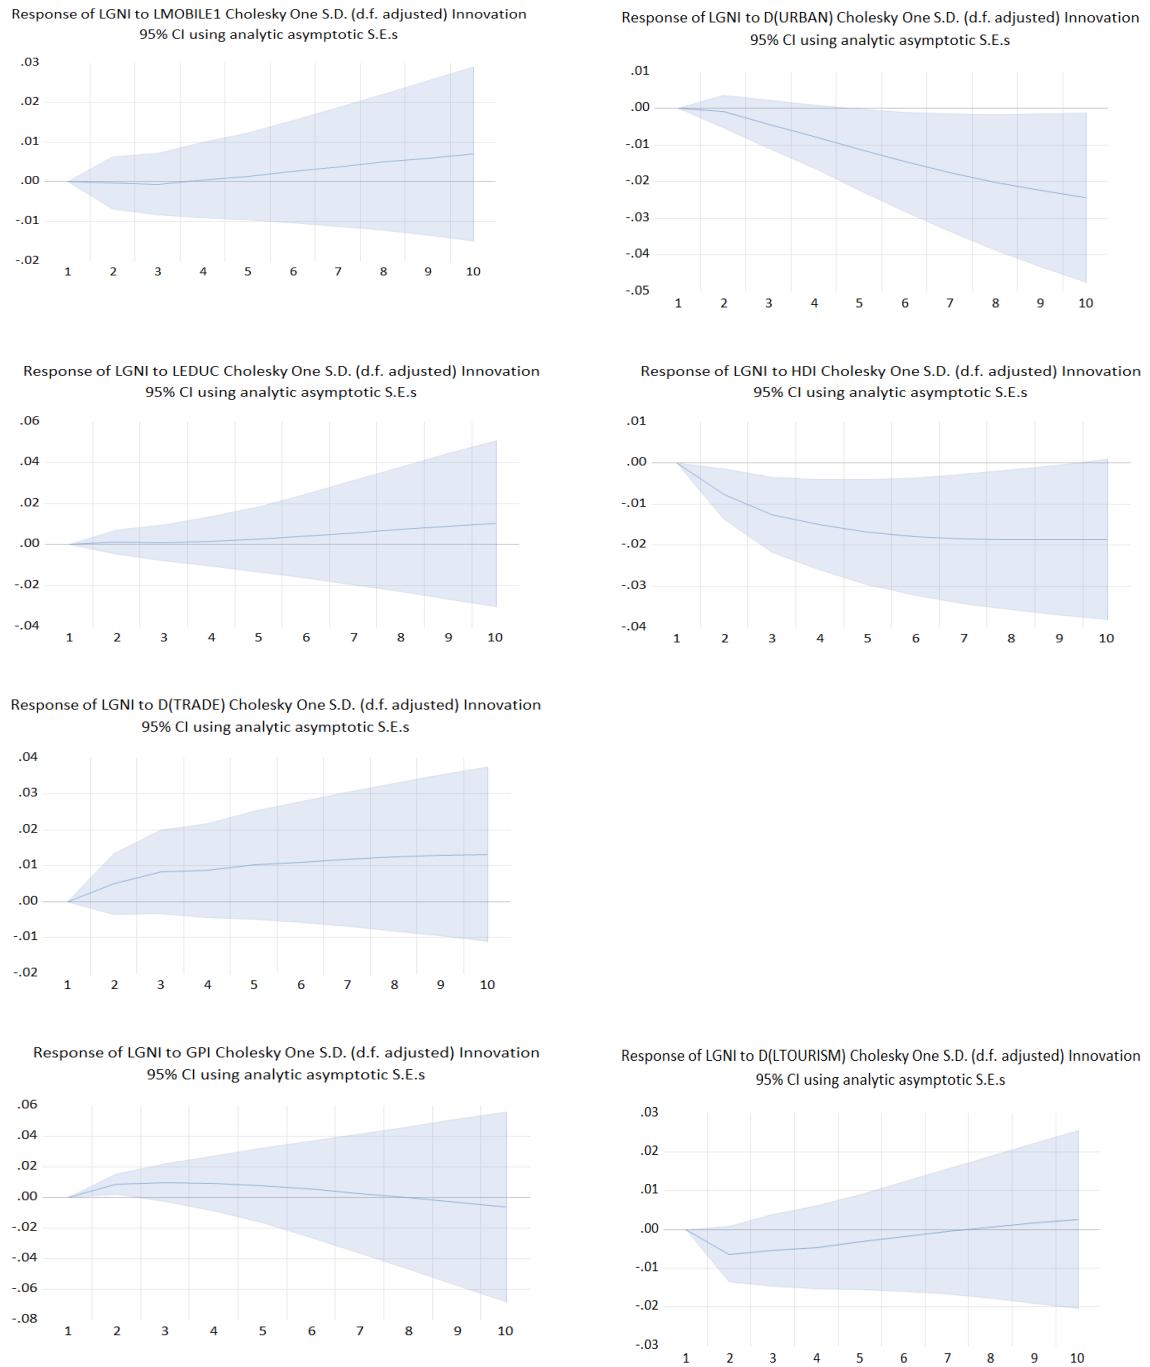 Response of LGNI to LMOBILE1 Cholesky One S.D. (d.f. adjusted) Innovation
95% CI using analytic asymptotic S.E.s
.03
.02
.01
.00
-.01
-.02
1 2 3 4 5 6 7 8 9 10
Response of LGNI to D(URBAN) Cholesky One S.D. (d.f. adjusted) Innovation
95% CI using analytic asymptotic S.E.s
.01
.00
-.01
-.02
-.03
-.04
-.05
1 2 3 4 5 6 7 8 9 10
Response of LGNI to LEDUC Cholesky One S.D. (d.f. adjusted) Innovation
95% CI using analytic asymptotic S.E.s
.06
.04
.02
.00
-.02
-.04
1 2 3 4 5 6 7 8 9 10
Response of LGNI to HDI Cholesky One S.D. (d.f. adjusted) Innovation
95% CI using analytic asymptotic S.E.s
.01
.00
-.01
-.02
-.03
-.04
1 2 3 4 5 6 7 8 9 10
Response of LGNI to D(TRADE) Cholesky One S.D. (d.f. adjusted) Innovation
95% CI using analytic asymptotic S.E.s
.04
.03
.02
.01
.00
-.01
-.02
1 2 3 4 5 6 7 8 9 10
Response of LGNI to GPI Cholesky One S.D. (d.f. adjusted) Innovation
95% CI using analytic asymptotic S.E.s
.06
.04
.02
.00
-.02
-.04
-.06
-.08
1 2 3 4 5 6 7 8 9 10
Response of LGNI to D(LTOURISM) Cholesky One S.D. (d.f. adjusted) Innovation
95% CI using analytic asymptotic S.E.s
.03
.02
.01
.00
-.01
-.02
-.03
1 2 3 4 5 6 7 8 9 10